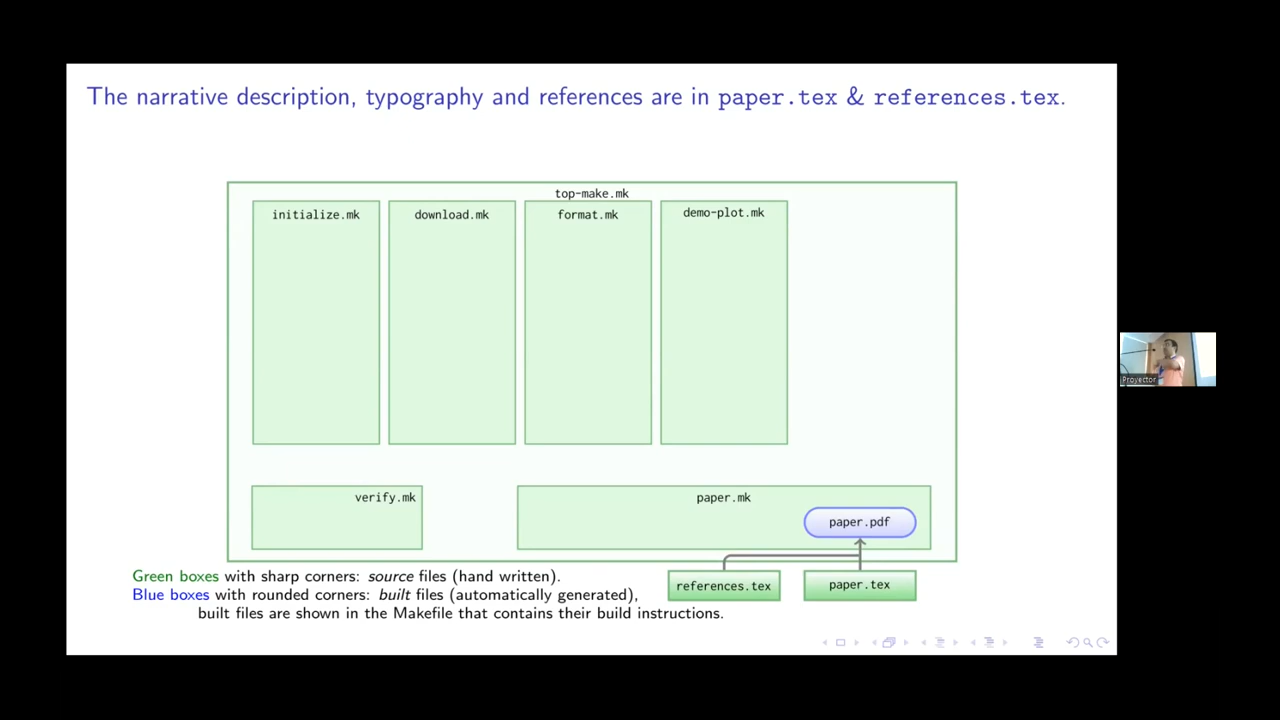 The narrative description, typography and references are in paper.tex & references.tex.
top-make.mk
initialize.mk
download.mk
format.mk
demo-plot.mk
verify.mk
paper.mk
paper.pdf
references.tex
paper.tex
Green boxes with sharp corners: source files (hand written).
Blue boxes with rounded corners: built files (automatically generated),
built files are shown in the Makefile that contains their build instructions.
Proyector